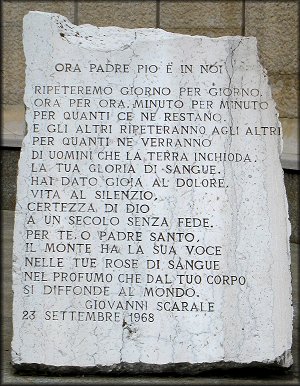 ORA PADRE PIO È IN NOI
RIPETEREMO GIORNO PER GIORNO,
ORA PER ORA, MINUTO PER MINUTO
PER QUANTI CE NE RESTANO.
E GLI ALTRI RIPETERANNO AGLI ALTRI
PER QUANTI NE VERRANNO
DI UOMINI CHE LA TERRA INCHIODA.
LA TUA GLORIA DI SANGUE.
HAI DATO GIOIA AL DOLORE,
VITA AL SILENZIO,
CERTEZZA DI DIO
A UN SECOLO SENZA FEDE.
PER TE, O PADRE SANTO,
IL MONTE HA LA SUA VOCE
NELLE TUE ROSE DI SANGUE
NEL PROFUMO CHE DAL TUO CORPO
SI DIFFONDE AL MONDO.
GIOVANNI SCARALE
23 SETTEMBRE 1968